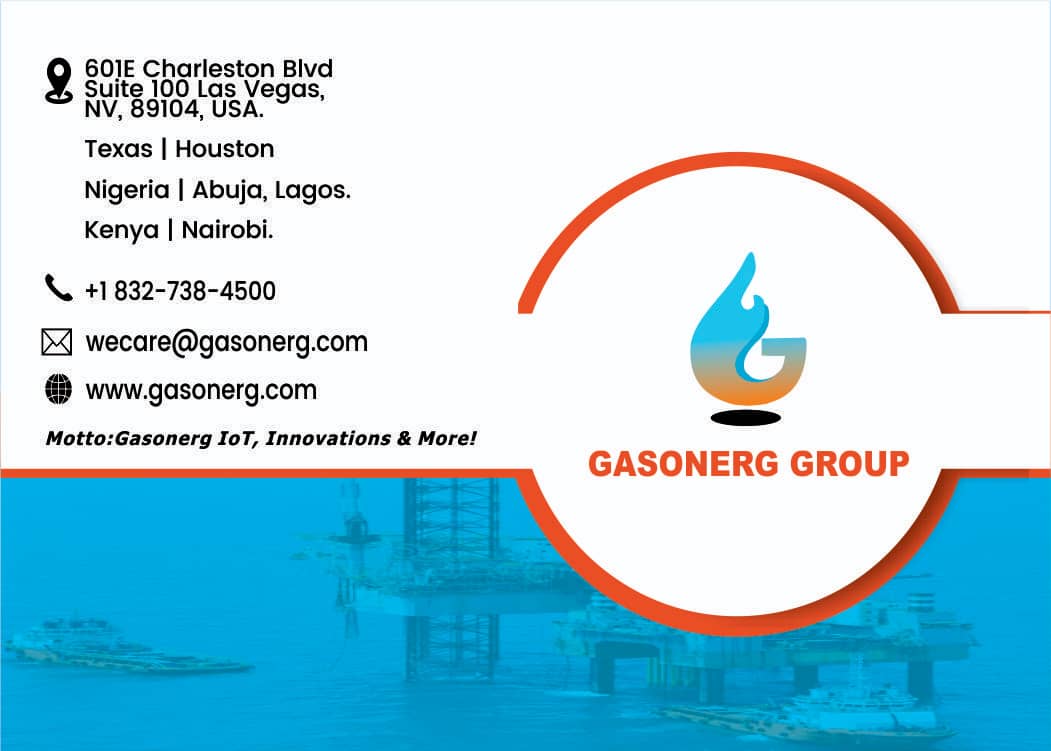 601E Charleston Blvd
Suite 100 Las Vegas,
NV, 89104, USA.
Texas | Houston
Nigeria | Abuja, Lagos.
Kenya | Nairobi.
+1 832-738-4500
wecare@gasonerg.com
www.gasonerg.com
Motto:Gasonerg IoT, Innovations & More!
GASONERG GROUP